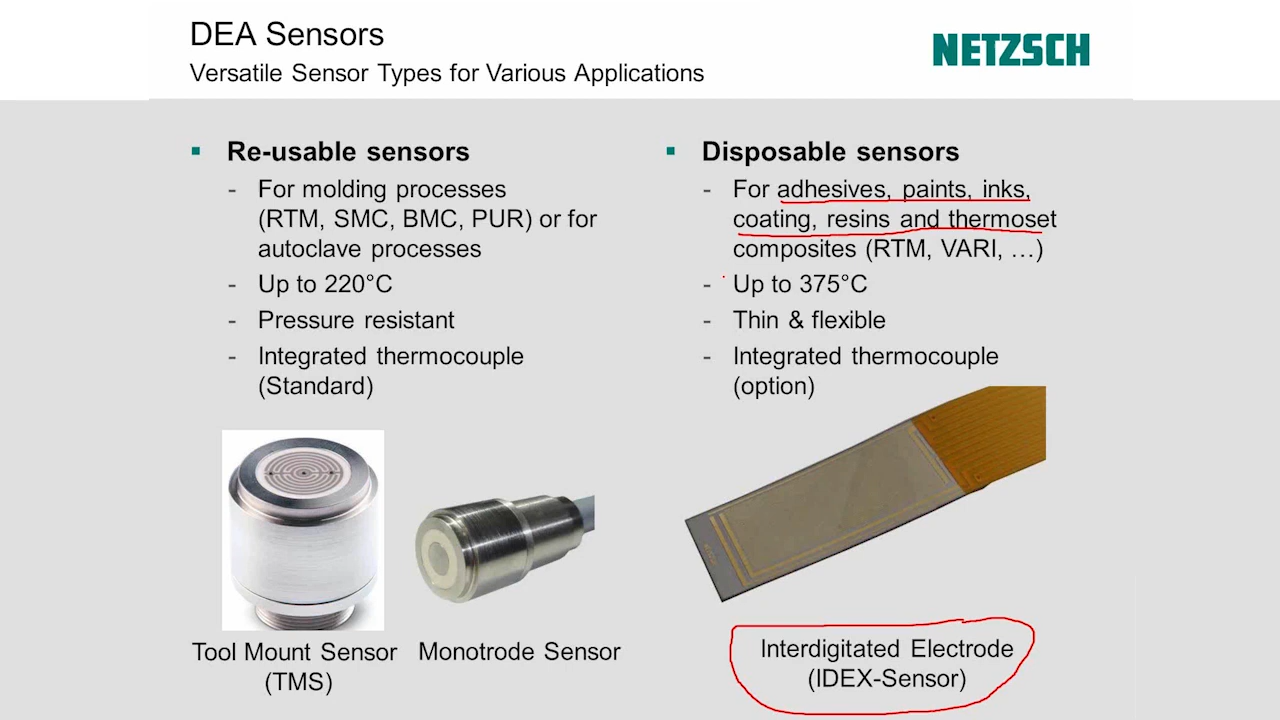 DEA Sensors
Versatile Sensor Types for Various Applications
NETZSCH
▪ Re-usable sensors
- For molding processes
(RTM, SMC, BMC, PUR) or for
autoclave processes
- Up to 220°C
- Pressure resistant
- Integrated thermocouple
(Standard)
Tool Mount Sensor
(TMS)
Monotrode Sensor
▪ Disposable sensors
- For adhesives, paints, inks,
coating, resins and thermoset
composites (RTM, VARI, …)
- Up to 375°C
- Thin & flexible
- Integrated thermocouple
(option)
Interdigitated Electrode
(IDEX-Sensor)